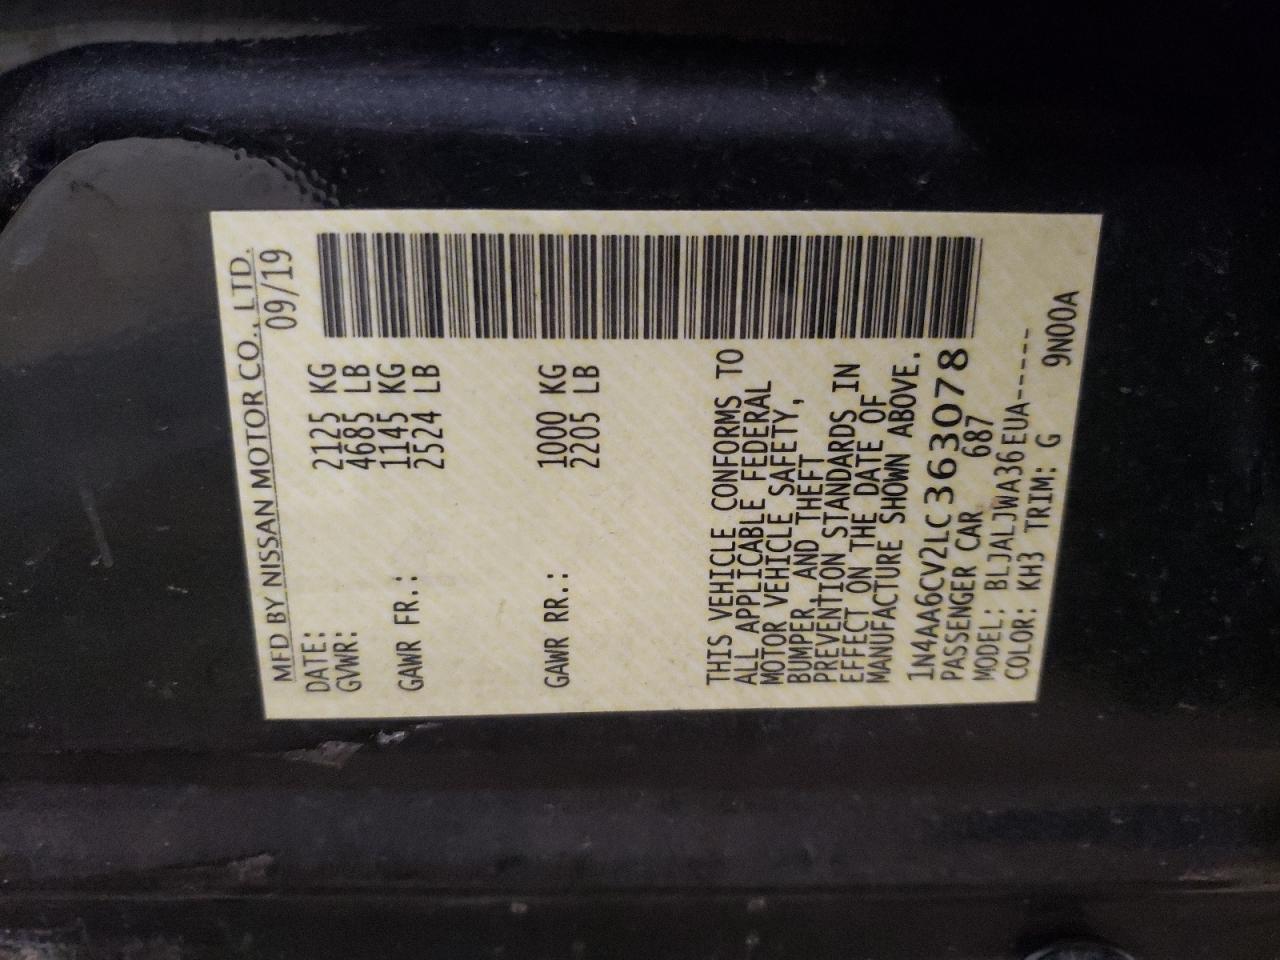 MFD BY NISSAN MOTOR CO., LTD.
DATE: 09/19
GVWR: 2125 KG
4685 LB
GAWR FR.: 1145 KG
2524 LB
GAWR RR.: 1000 KG
2205 LB
THIS VEHICLE CONFORMS TO
ALL APPLICABLE FEDERAL
MOTOR VEHICLE SAFETY,
BUMPER, AND THEFT
PREVENTION STANDARDS IN
EFFECT ON THE DATE OF
MANUFACTURE SHOWN ABOVE.
1N4AA6CV2LC363078
PASSENGER CAR 687
MODEL: BLJALJWA36EUA-----
COLOR: KH3 TRIM: G 9N00A